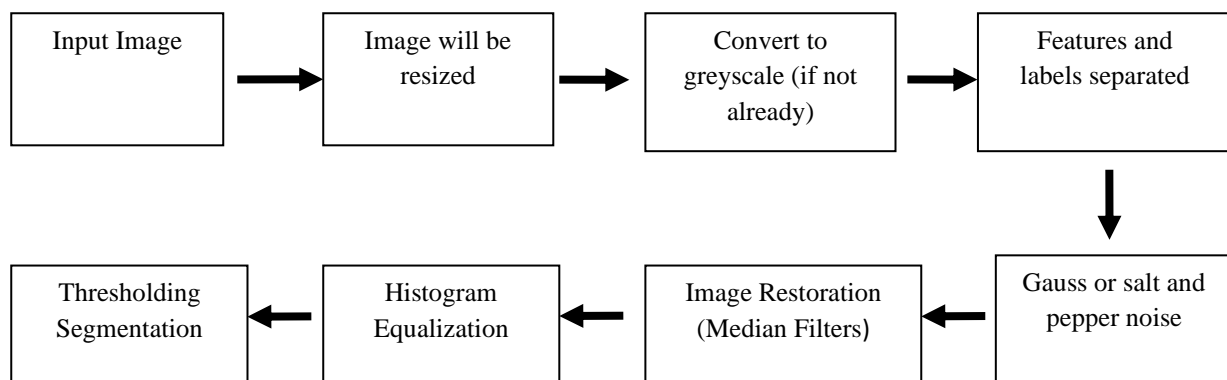 Input Image
Image will be
resized
Convert to
greyscale (if not
already)
Features and
labels separated
Gauss or salt and
pepper noise
Image Restoration
(Median Filters)
Histogram
Equalization
Thresholding
Segmentation